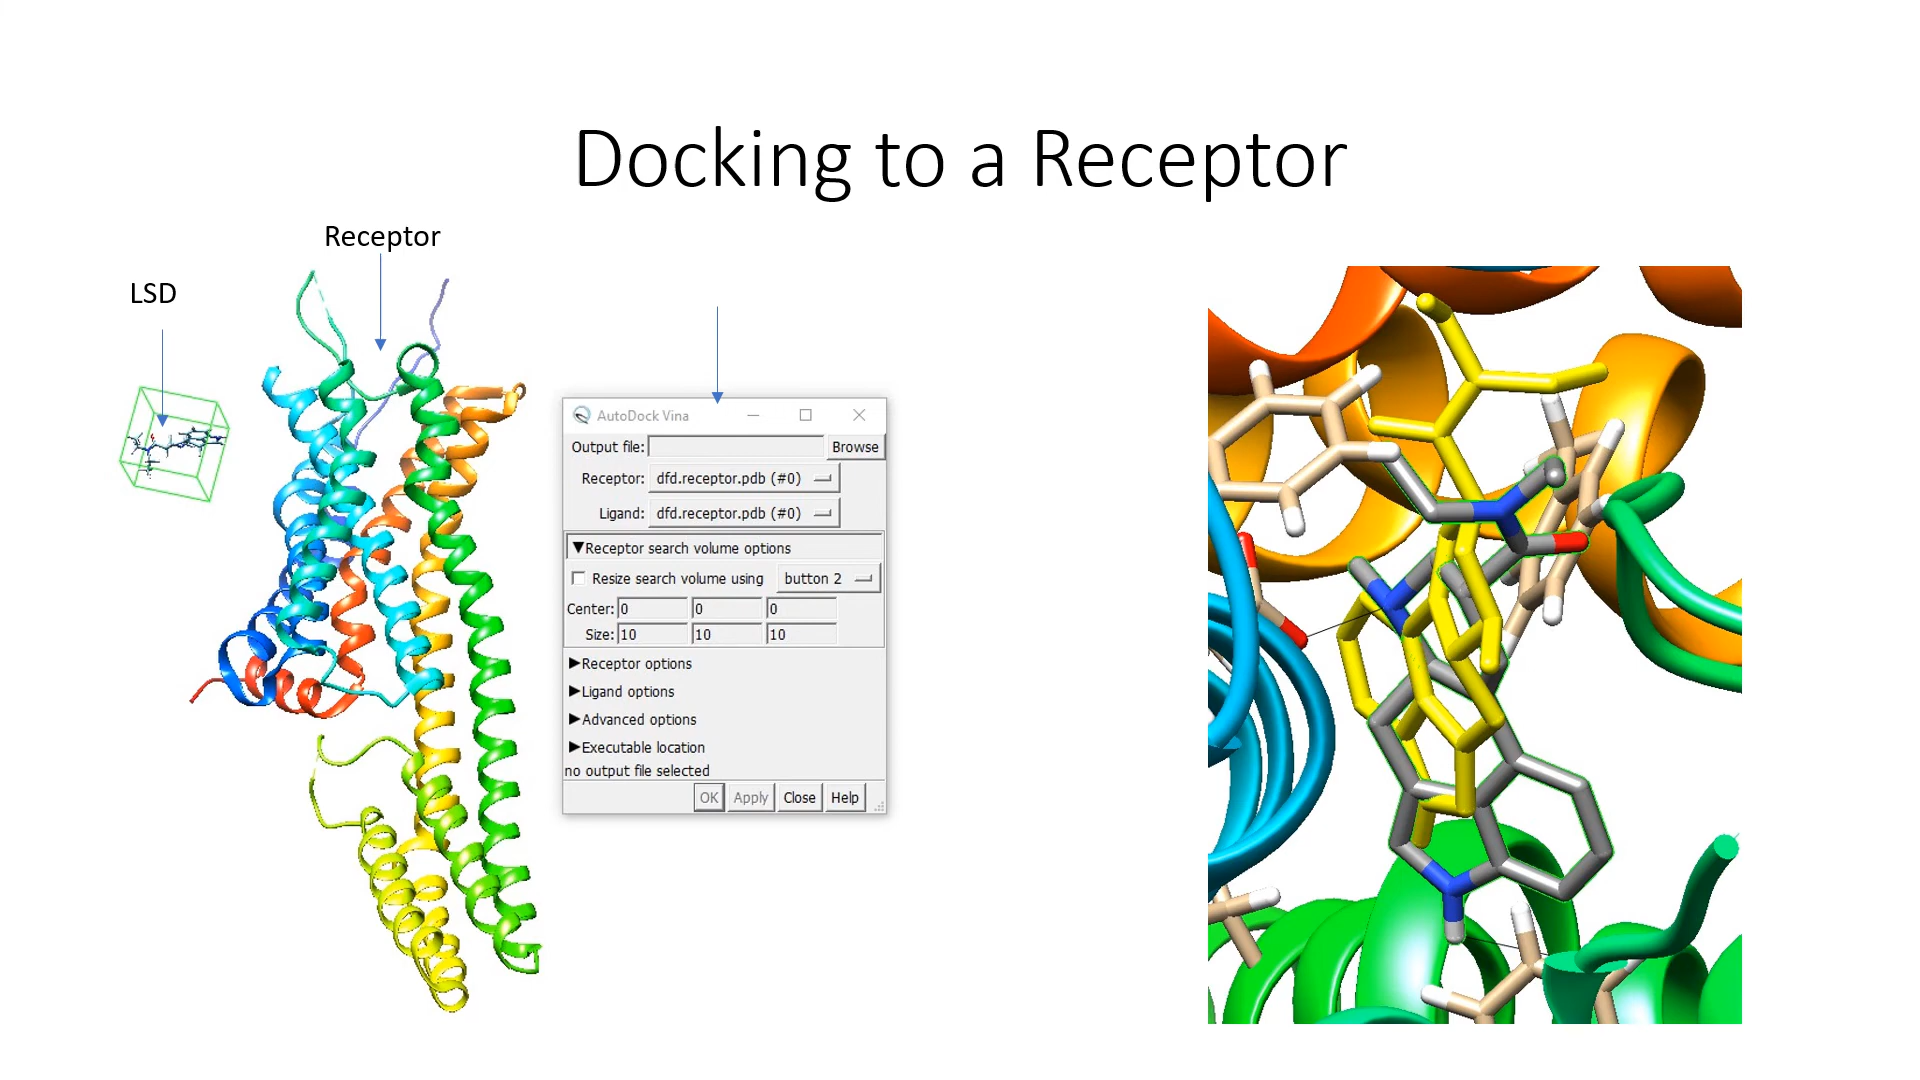 Docking to a Receptor
Receptor
LSD
AutoDock Vina
Output file: Browse
Receptor: dfd.receptor.pdb (#0)
Ligand: dfd.receptor.pdb (#0)
▼Receptor search volume options
Resize search volume using button 2
Center: 0 0 0
Size: 10 10 10
▶Receptor options
▶Ligand options
▶Advanced options
▶Executable location
no output file selected
OK Apply Close Help